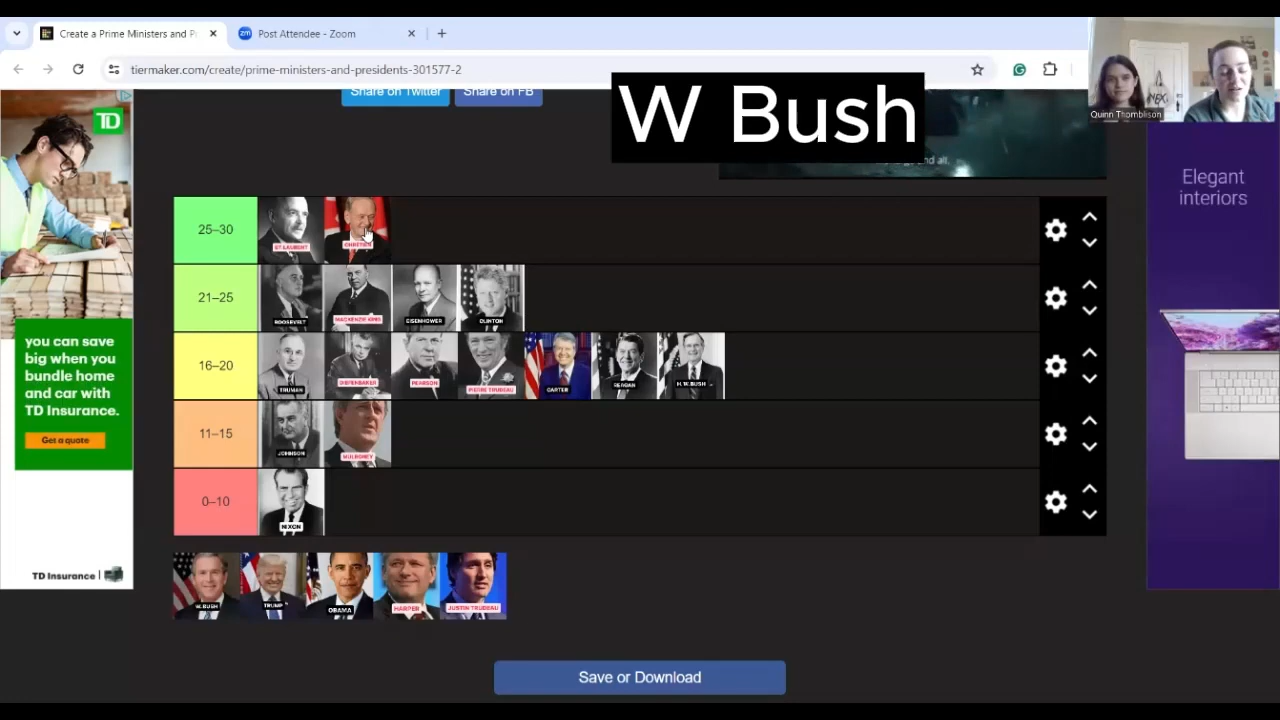 Create a Prime Ministers and P
Post Attendee - Zoom
tiermaker.com/create/prime-ministers-and-presidents-301577-2
Share on Twitter
Share on FB
W Bush
and all.
Quinn Thomblison
TD
you can save
big when you
bundle home
and car with
TD Insurance.
Get a quote
TD Insurance
Elegant
interiors
25–30
ST LAURENT
CHRETIEN
21–25
ROOSEVELT
MACKENZIE KING
EISENHOWER
CLINTON
16–20
TRUMAN
DIEFENBAKER
PEARSON
PIERRE TRUDEAU
CARTER
REAGAN
H.W.BUSH
11–15
JOHNSON
MULRONEY
0–10
NIXON
W.BUSH
TRUMP
OBAMA
HARPER
JUSTIN TRUDEAU
Save or Download